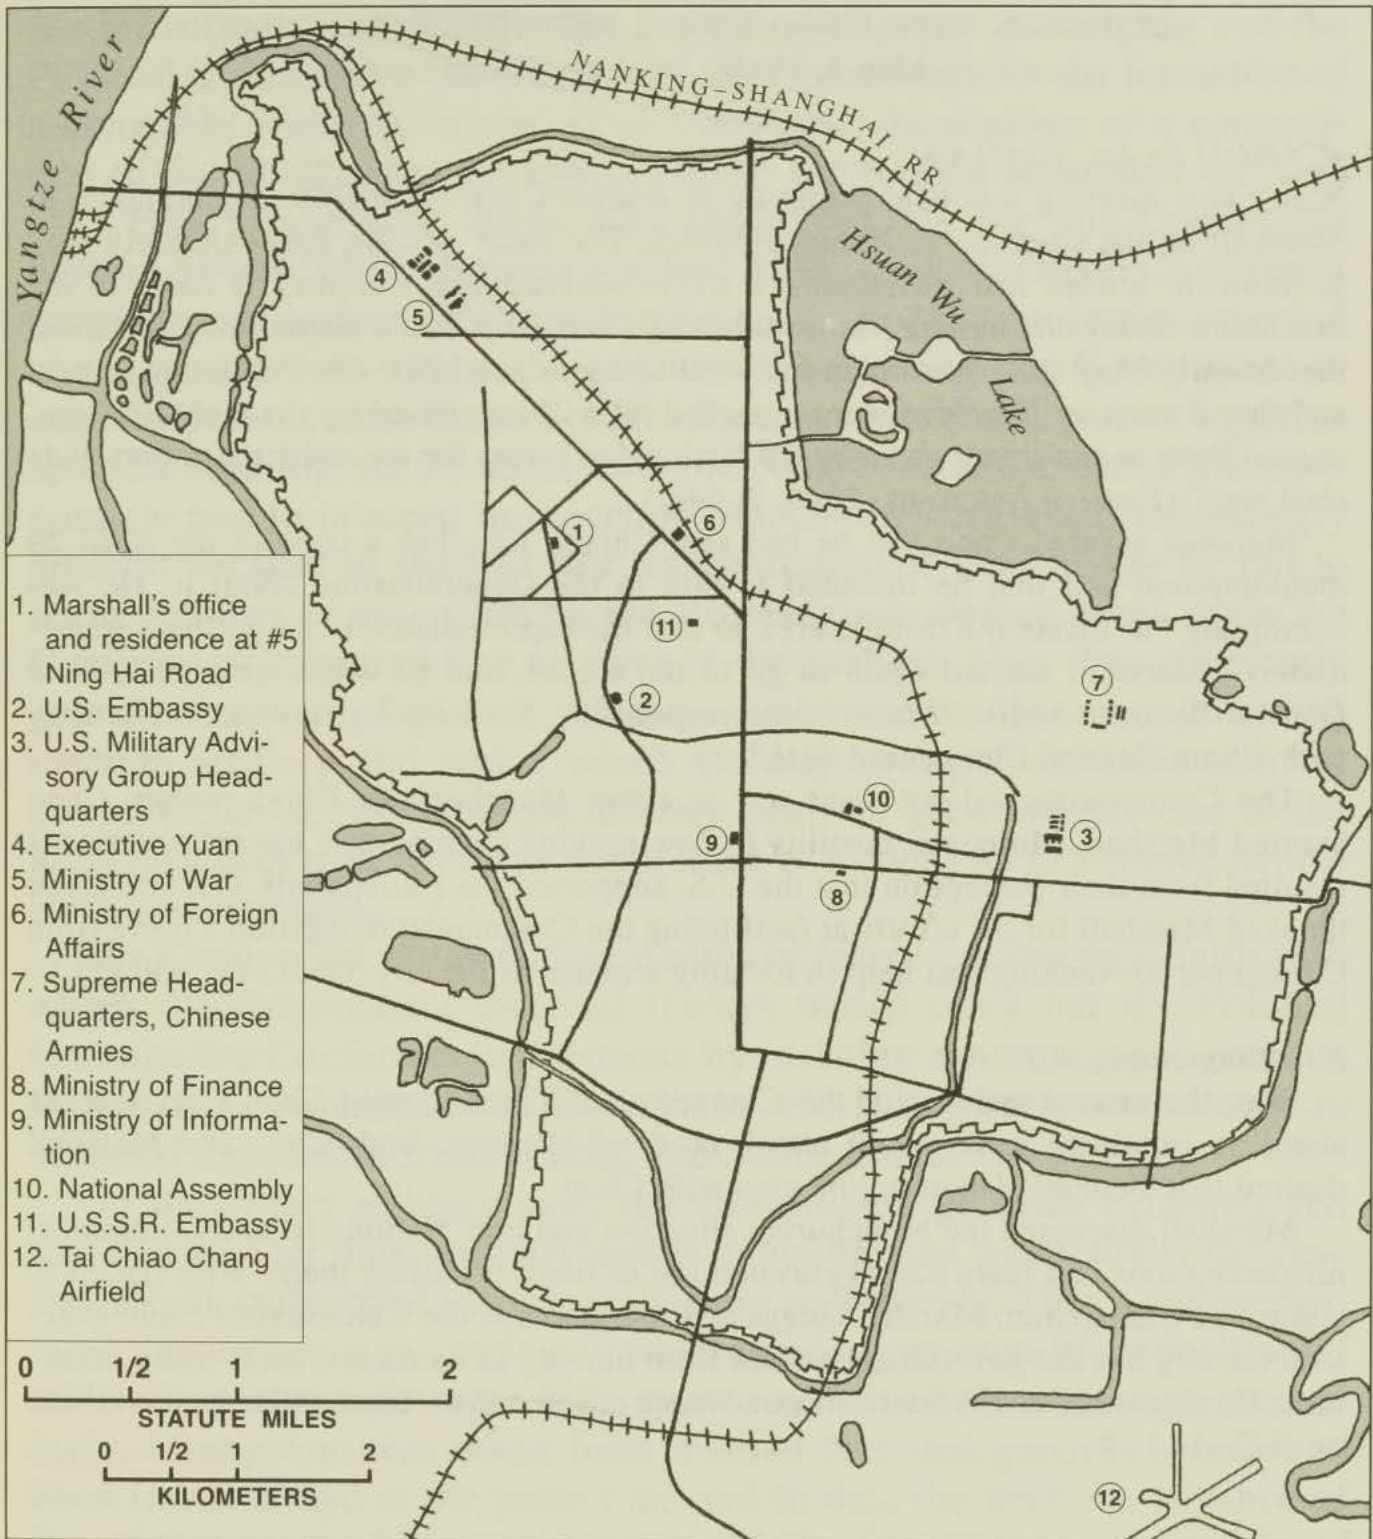 Yangtze River
NANKING–SHANGHAI RR
Hsuan Wu
Lake
4
5
1
6
11
2
7
10
9
3
8
12
1. Marshall's office
and residence at #5
Ning Hai Road
2. U.S. Embassy
3. U.S. Military Advi-
sory Group Head-
quarters
4. Executive Yuan
5. Ministry of War
6. Ministry of Foreign
Affairs
7. Supreme Head-
quarters, Chinese
Armies
8. Ministry of Finance
9. Ministry of Informa-
tion
10. National Assembly
11. U.S.S.R. Embassy
12. Tai Chiao Chang
Airfield
0 1/2 1 2
STATUTE MILES
0 1/2 1 2
KILOMETERS